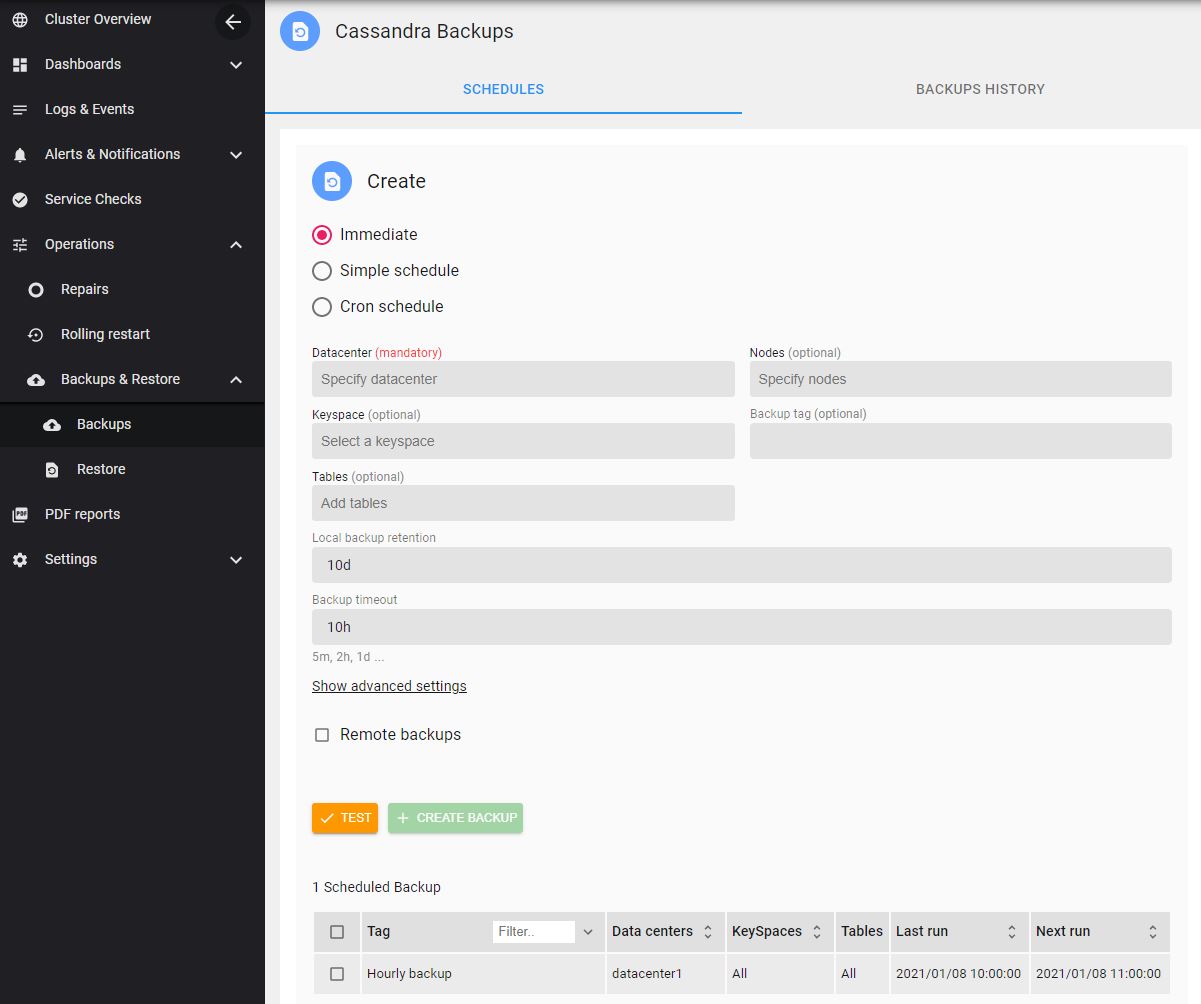 Cluster Overview
Dashboards
Logs & Events
Alerts & Notifications
Service Checks
Operations
Repairs
Rolling restart
Backups & Restore
Backups
Restore
PDF reports
Settings
Cassandra Backups
SCHEDULES BACKUPS HISTORY
Create
Immediate
Simple schedule
Cron schedule
Datacenter (mandatory) Nodes (optional)
Specify datacenter Specify nodes
Keyspace (optional) Backup tag (optional)
Select a keyspace
Tables (optional)
Add tables
Local backup retention
10d
Backup timeout
10h
5m, 2h, 1d ...
Show advanced settings
Remote backups
TEST CREATE BACKUP
1 Scheduled Backup
Tag Filter.. Data centers KeySpaces Tables Last run Next run
Hourly backup datacenter1 All All 2021/01/08 10:00:00 2021/01/08 11:00:00